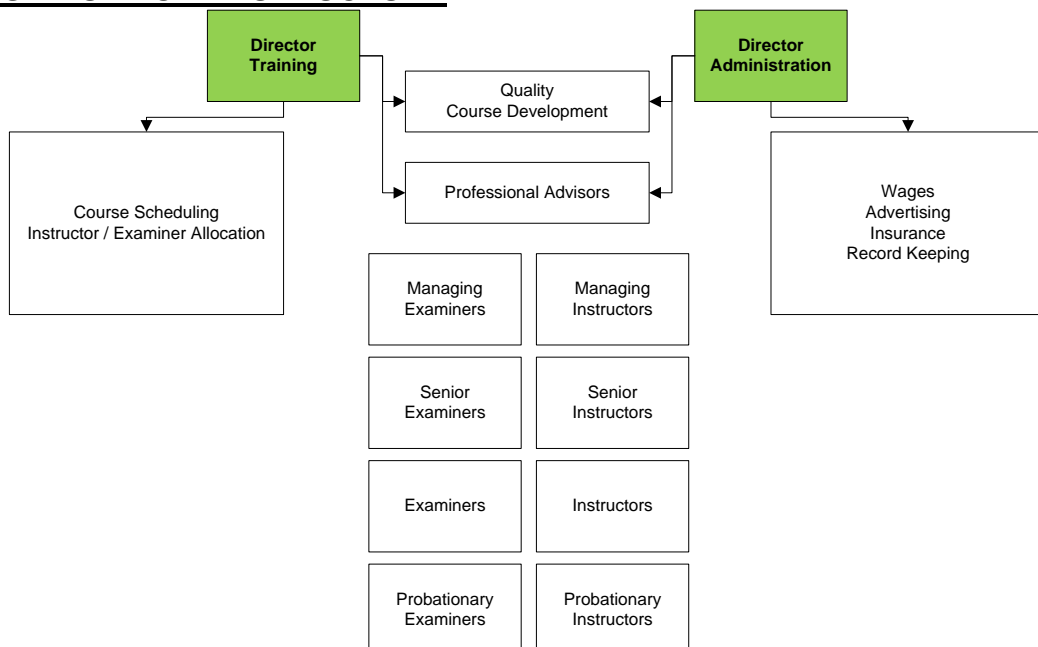 Director
Training
Director
Administration
Quality
Course Development
Professional Advisors
Course Scheduling
Instructor / Examiner Allocation
Wages
Advertising
Insurance
Record Keeping
Managing
Examiners
Managing
Instructors
Senior
Examiners
Senior
Instructors
Examiners
Instructors
Probationary
Examiners
Probationary
Instructors